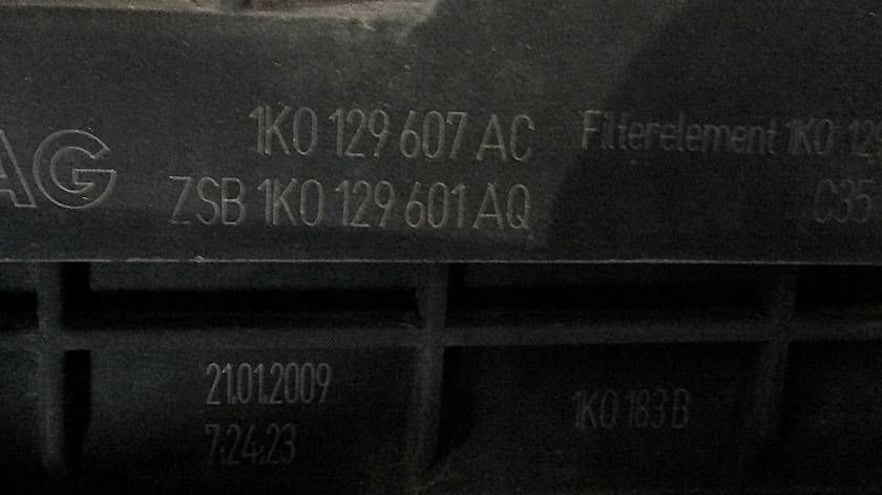 AG
1K0 129 607 AC Filterelement 1K0 129
ZSB 1K0 129 601 AQ C35
21.01.2009
7:24:23
1K0 183 B